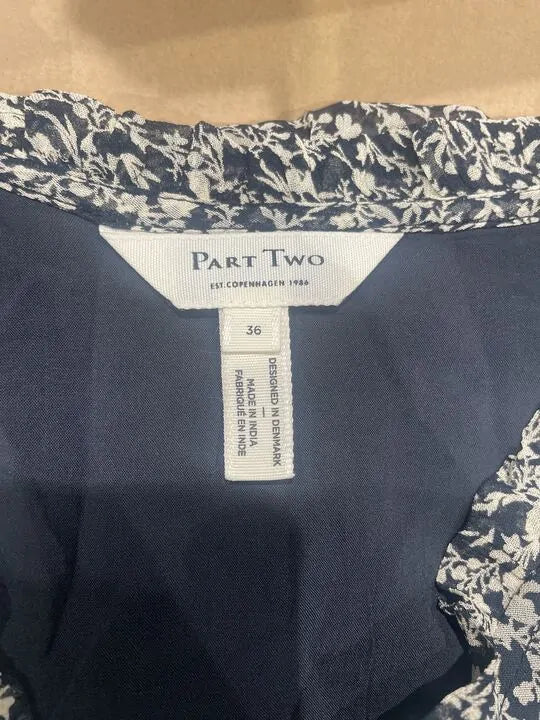 PART TWO
EST. COPENHAGEN 1986
36
DESIGNED IN DENMARK
—
MADE IN INDIA
FABRIQUÉ EN INDE